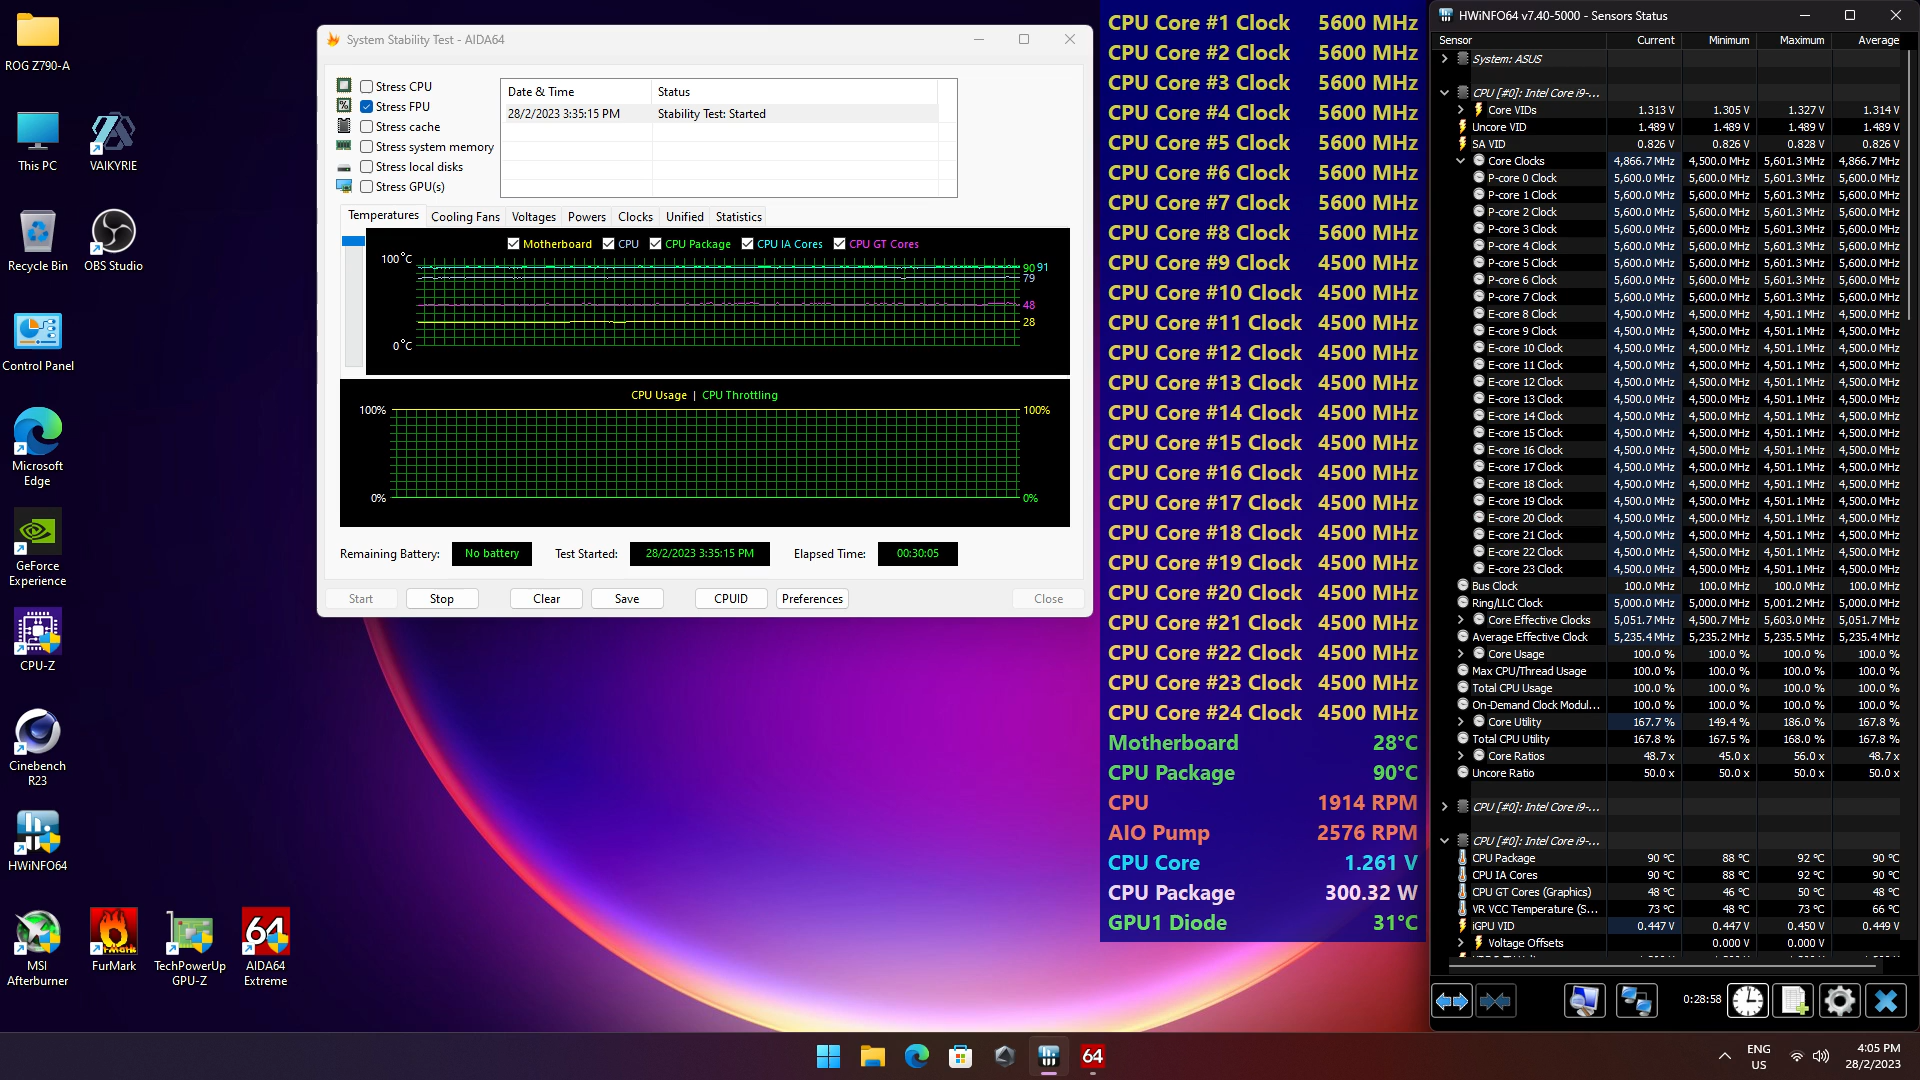 ROG Z790-A
This PC
VAIKYRIE
Recycle Bin
OBS Studio
Control Panel
Microsoft
Edge
GeForce
Experience
CPU-Z
Cinebench
R23
HWiNFO64
MSI
Afterburner
FurMark
TechPowerUp
GPU-Z
64
AIDA64
Extreme
System Stability Test - AIDA64
Stress CPU
Stress FPU
Stress cache
Stress system memory
Stress local disks
Stress GPU(s)
Date & Time Status
28/2/2023 3:35:15 PM Stability Test: Started
Temperatures Cooling Fans Voltages Powers Clocks Unified Statistics
Motherboard CPU CPU Package CPU IA Cores CPU GT Cores
100°C
90 91
79
48
28
0°C
CPU Usage | CPU Throttling
100% 100%
0% 0%
Remaining Battery: No battery Test Started: 28/2/2023 3:35:15 PM Elapsed Time: 00:30:05
Start Stop Clear Save CPUID Preferences Close
CPU Core #1 Clock 5600 MHz
CPU Core #2 Clock 5600 MHz
CPU Core #3 Clock 5600 MHz
CPU Core #4 Clock 5600 MHz
CPU Core #5 Clock 5600 MHz
CPU Core #6 Clock 5600 MHz
CPU Core #7 Clock 5600 MHz
CPU Core #8 Clock 5600 MHz
CPU Core #9 Clock 4500 MHz
CPU Core #10 Clock 4500 MHz
CPU Core #11 Clock 4500 MHz
CPU Core #12 Clock 4500 MHz
CPU Core #13 Clock 4500 MHz
CPU Core #14 Clock 4500 MHz
CPU Core #15 Clock 4500 MHz
CPU Core #16 Clock 4500 MHz
CPU Core #17 Clock 4500 MHz
CPU Core #18 Clock 4500 MHz
CPU Core #19 Clock 4500 MHz
CPU Core #20 Clock 4500 MHz
CPU Core #21 Clock 4500 MHz
CPU Core #22 Clock 4500 MHz
CPU Core #23 Clock 4500 MHz
CPU Core #24 Clock 4500 MHz
Motherboard 28°C
CPU Package 90°C
CPU 1914 RPM
AIO Pump 2576 RPM
CPU Core 1.261 V
CPU Package 300.32 W
GPU1 Diode 31°C
HWiNFO64 v7.40-5000 - Sensors Status
Sensor Current Minimum Maximum Average
System: ASUS
CPU [#0]: Intel Core i9-...
Core VIDs 1.313 V 1.305 V 1.327 V 1.314 V
Uncore VID 1.489 V 1.489 V 1.489 V 1.489 V
SA VID 0.826 V 0.826 V 0.828 V 0.826 V
Core Clocks 4,866.7 MHz 4,500.0 MHz 5,601.3 MHz 4,866.7 MHz
P-core 0 Clock 5,600.0 MHz 5,600.0 MHz 5,601.3 MHz 5,600.0 MHz
P-core 1 Clock 5,600.0 MHz 5,600.0 MHz 5,601.3 MHz 5,600.0 MHz
P-core 2 Clock 5,600.0 MHz 5,600.0 MHz 5,601.3 MHz 5,600.0 MHz
P-core 3 Clock 5,600.0 MHz 5,600.0 MHz 5,601.3 MHz 5,600.0 MHz
P-core 4 Clock 5,600.0 MHz 5,600.0 MHz 5,601.3 MHz 5,600.0 MHz
P-core 5 Clock 5,600.0 MHz 5,600.0 MHz 5,601.3 MHz 5,600.0 MHz
P-core 6 Clock 5,600.0 MHz 5,600.0 MHz 5,601.3 MHz 5,600.0 MHz
P-core 7 Clock 5,600.0 MHz 5,600.0 MHz 5,601.3 MHz 5,600.0 MHz
E-core 8 Clock 4,500.0 MHz 4,500.0 MHz 4,501.1 MHz 4,500.0 MHz
E-core 9 Clock 4,500.0 MHz 4,500.0 MHz 4,501.1 MHz 4,500.0 MHz
E-core 10 Clock 4,500.0 MHz 4,500.0 MHz 4,501.1 MHz 4,500.0 MHz
E-core 11 Clock 4,500.0 MHz 4,500.0 MHz 4,501.1 MHz 4,500.0 MHz
E-core 12 Clock 4,500.0 MHz 4,500.0 MHz 4,501.1 MHz 4,500.0 MHz
E-core 13 Clock 4,500.0 MHz 4,500.0 MHz 4,501.1 MHz 4,500.0 MHz
E-core 14 Clock 4,500.0 MHz 4,500.0 MHz 4,501.1 MHz 4,500.0 MHz
E-core 15 Clock 4,500.0 MHz 4,500.0 MHz 4,501.1 MHz 4,500.0 MHz
E-core 16 Clock 4,500.0 MHz 4,500.0 MHz 4,501.1 MHz 4,500.0 MHz
E-core 17 Clock 4,500.0 MHz 4,500.0 MHz 4,501.1 MHz 4,500.0 MHz
E-core 18 Clock 4,500.0 MHz 4,500.0 MHz 4,501.1 MHz 4,500.0 MHz
E-core 19 Clock 4,500.0 MHz 4,500.0 MHz 4,501.1 MHz 4,500.0 MHz
E-core 20 Clock 4,500.0 MHz 4,500.0 MHz 4,501.1 MHz 4,500.0 MHz
E-core 21 Clock 4,500.0 MHz 4,500.0 MHz 4,501.1 MHz 4,500.0 MHz
E-core 22 Clock 4,500.0 MHz 4,500.0 MHz 4,501.1 MHz 4,500.0 MHz
E-core 23 Clock 4,500.0 MHz 4,500.0 MHz 4,501.1 MHz 4,500.0 MHz
Bus Clock 100.0 MHz 100.0 MHz 100.0 MHz 100.0 MHz
Ring/LLC Clock 5,000.0 MHz 5,000.0 MHz 5,001.2 MHz 5,000.0 MHz
Core Effective Clocks 5,051.7 MHz 4,500.7 MHz 5,603.0 MHz 5,051.7 MHz
Average Effective Clock 5,235.4 MHz 5,235.2 MHz 5,235.5 MHz 5,235.4 MHz
Core Usage 100.0 % 100.0 % 100.0 % 100.0 %
Max CPU/Thread Usage 100.0 % 100.0 % 100.0 % 100.0 %
Total CPU Usage 100.0 % 100.0 % 100.0 % 100.0 %
On-Demand Clock Modul... 100.0 % 100.0 % 100.0 % 100.0 %
Core Utility 167.7 % 149.4 % 186.0 % 167.8 %
Total CPU Utility 167.8 % 167.5 % 168.0 % 167.8 %
Core Ratios 48.7 x 45.0 x 56.0 x 48.7 x
Uncore Ratio 50.0 x 50.0 x 50.0 x 50.0 x
CPU [#0]: Intel Core i9-...
CPU [#0]: Intel Core i9-...
CPU Package 90 °C 88 °C 92 °C 90 °C
CPU IA Cores 90 °C 88 °C 92 °C 90 °C
CPU GT Cores (Graphics) 48 °C 46 °C 50 °C 48 °C
VR VCC Temperature (S... 73 °C 48 °C 73 °C 66 °C
iGPU VID 0.447 V 0.447 V 0.450 V 0.449 V
Voltage Offsets 0.000 V 0.000 V
0:28:58
64
ENG
US
4:05 PM
28/2/2023